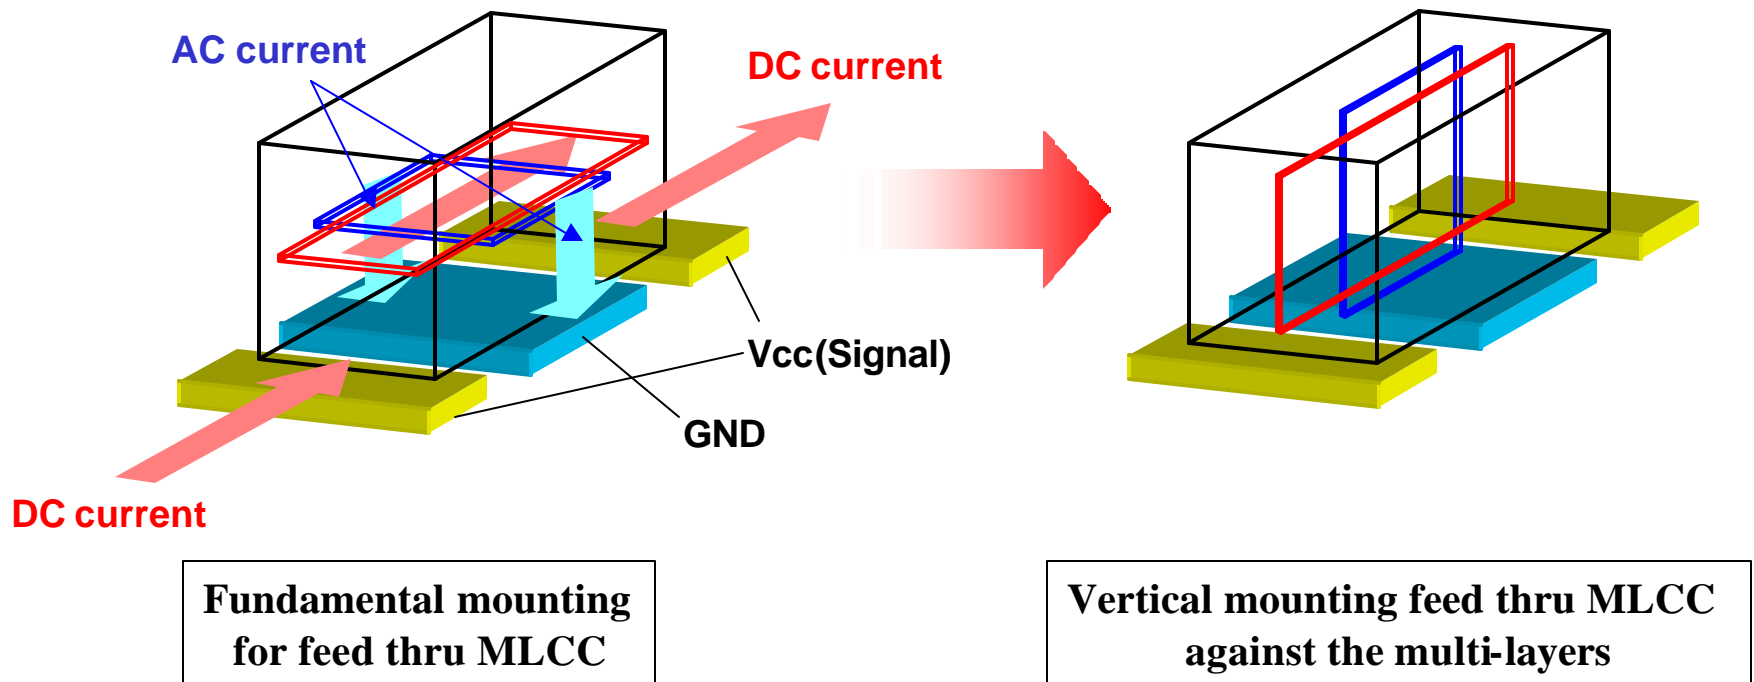 AC current
DC current
Vcc(Signal)
GND
DC current
Fundamental mounting
for feed thru MLCC
Vertical mounting feed thru MLCC
against the multi-layers